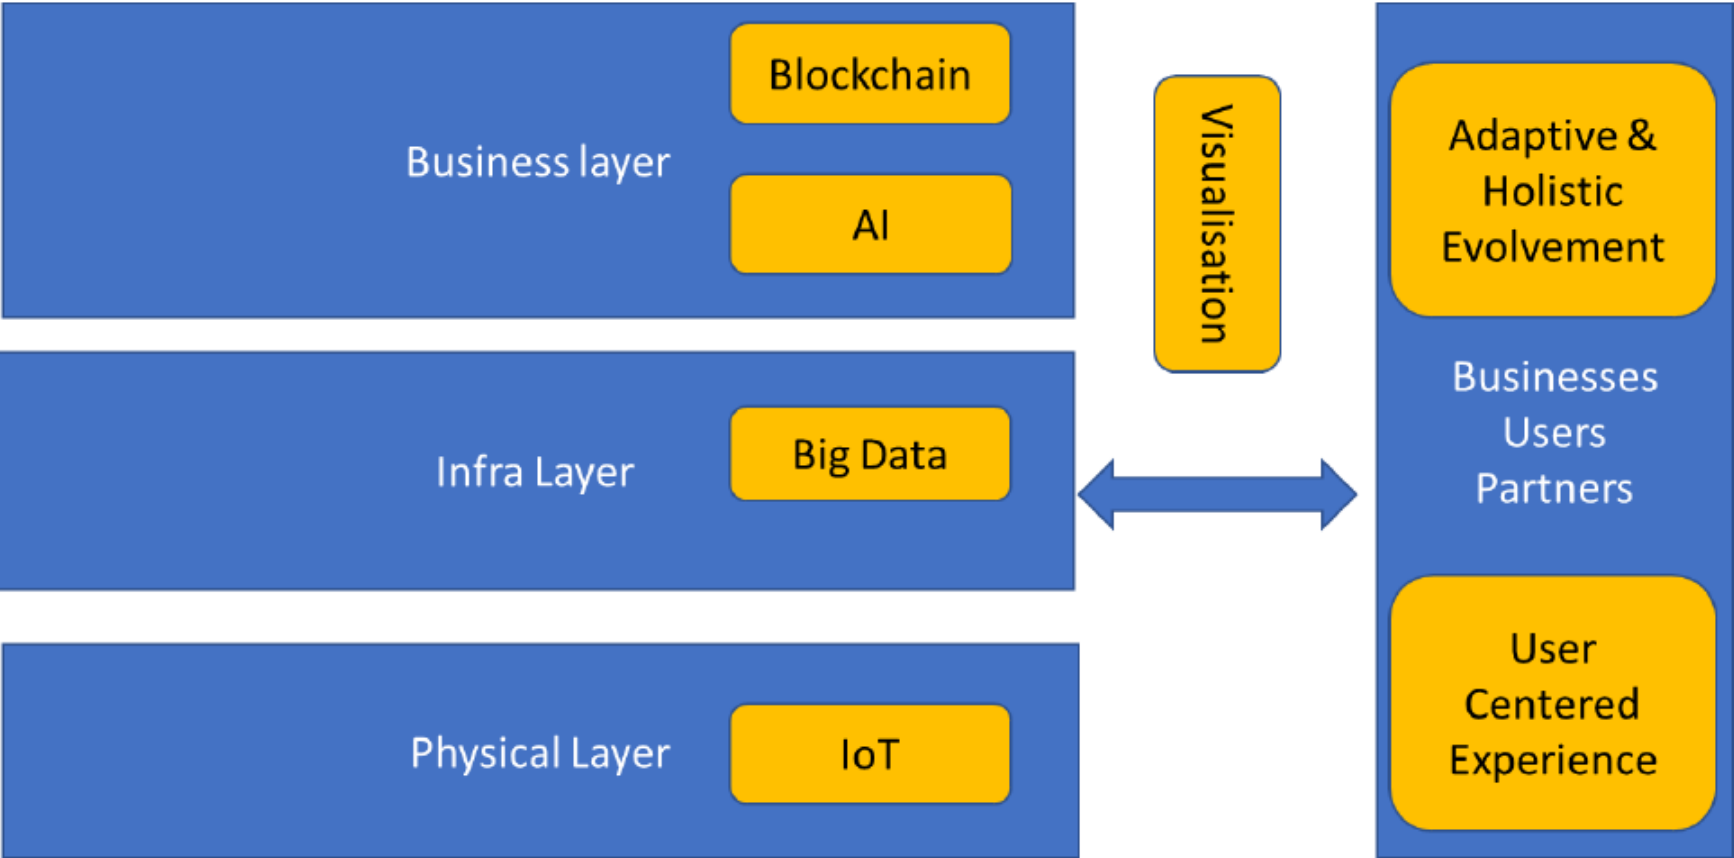 Business layer
Blockchain
AI
Infra Layer
Big Data
Physical Layer
IoT
Visualisation
Adaptive &
Holistic
Evolvement
Businesses
Users
Partners
User
Centered
Experience